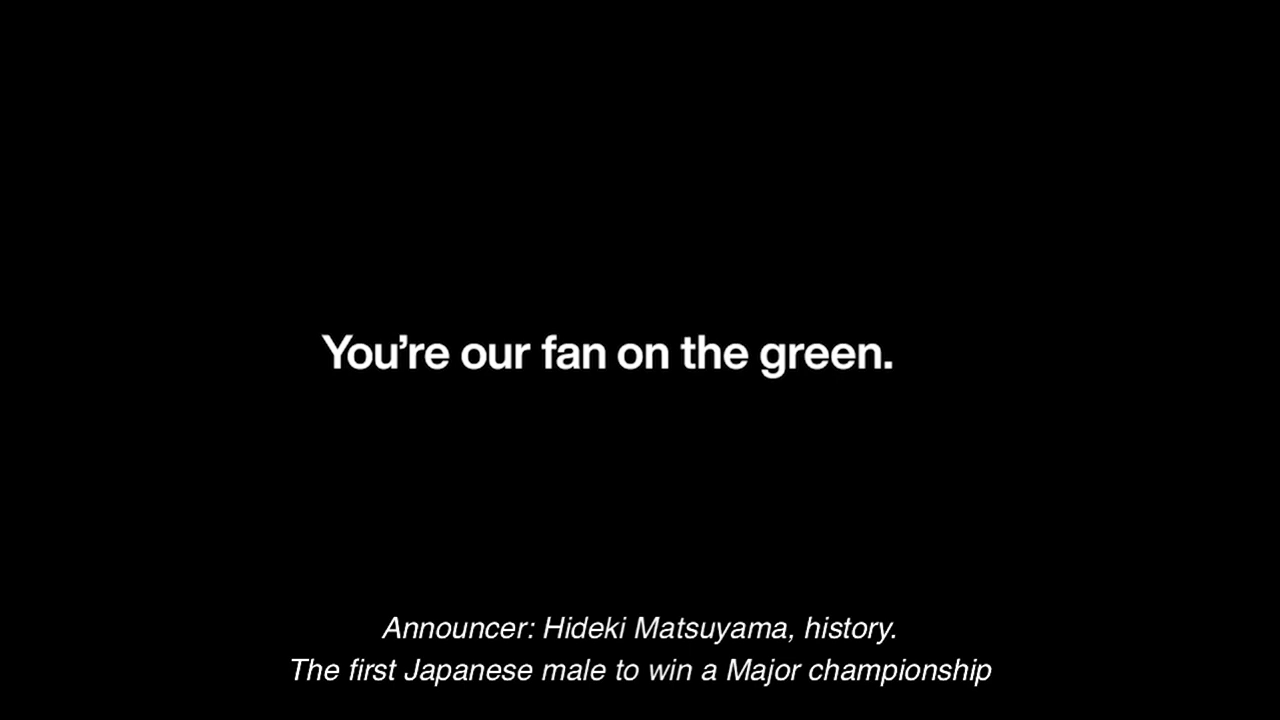 You’re our fan on the green.
Announcer: Hideki Matsuyama, history.
The first Japanese male to win a Major championship